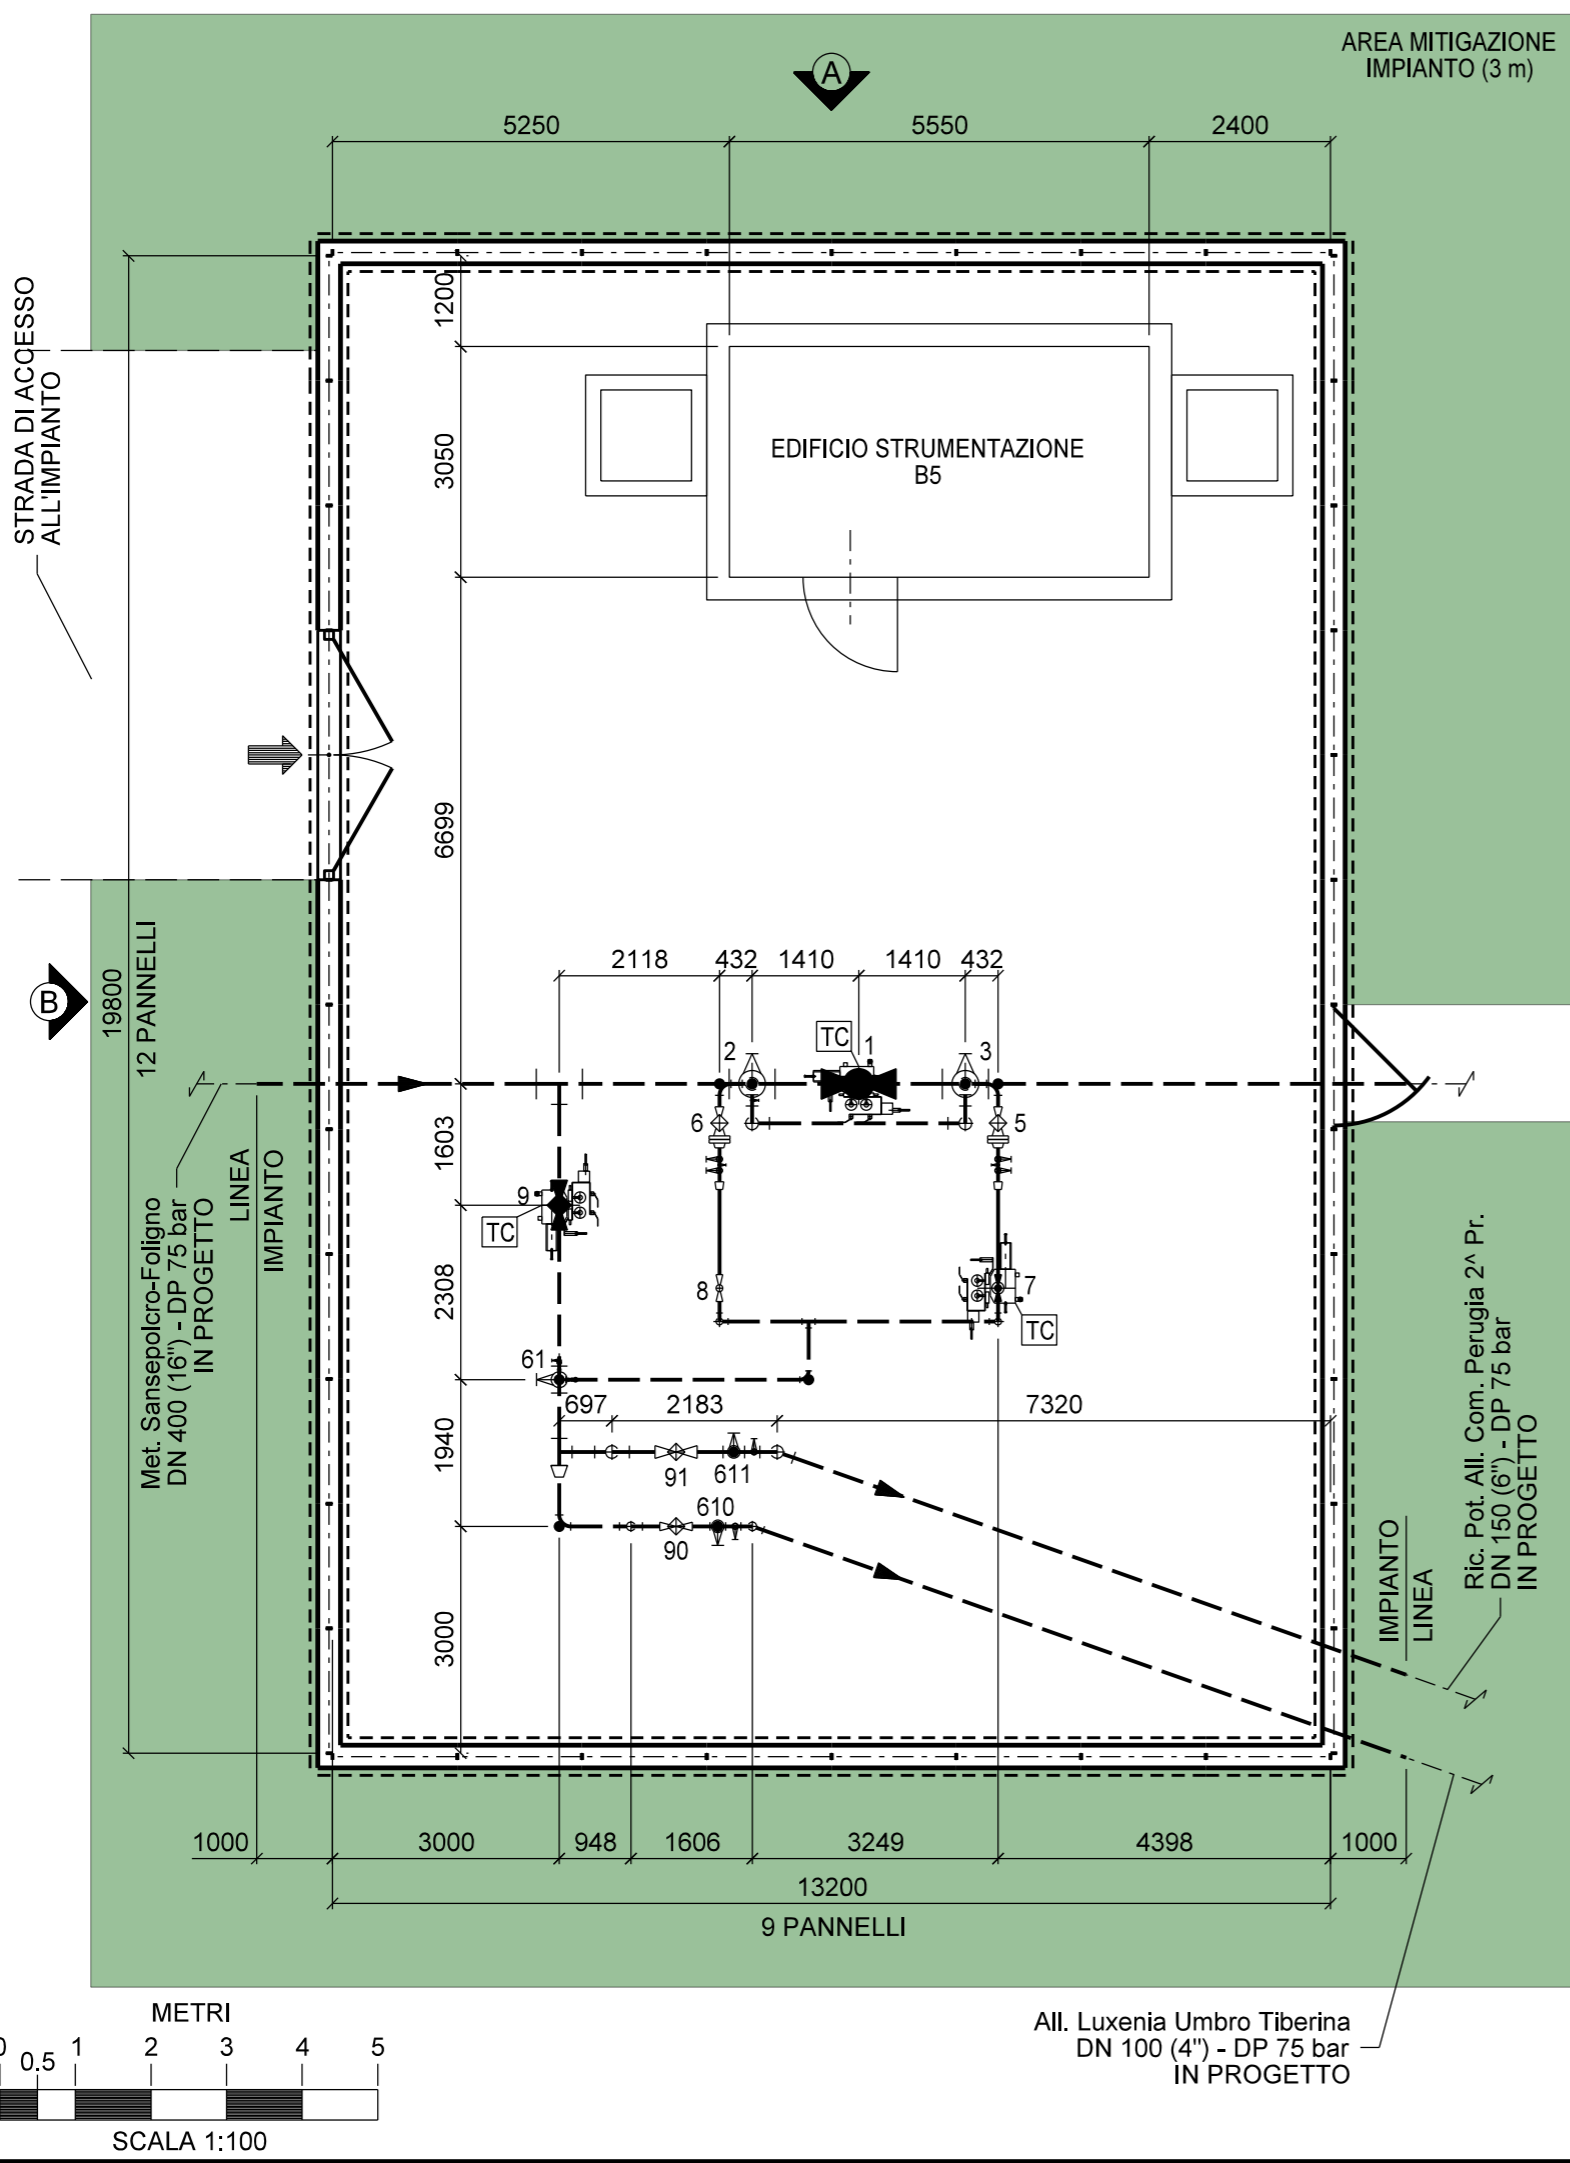 AREA MITIGAZIONE
IMPIANTO (3 m)
A
5250
5550
2400
STRADA DI ACCESSO
ALL'IMPIANTO
1200
3050
EDIFICIO STRUMENTAZIONE
B5
6699
19800
12 PANNELLI
B
2118
432
1410
1410
432
TC
1
2
3
6
5
1603
9
TC
LINEA
IMPIANTO
Met. Sansepolcro-Foligno
DN 400 (16") - DP 75 bar
IN PROGETTO
2308
8
7
TC
61
697
2183
7320
1940
91
611
610
90
3000
IMPIANTO
LINEA
Ric. Pot. All. Com. Perugia 2^ Pr.
DN 150 (6") - DP 75 bar
IN PROGETTO
1000
3000
948
1606
3249
4398
1000
13200
9 PANNELLI
All. Luxenia Umbro Tiberina
DN 100 (4") - DP 75 bar
IN PROGETTO
METRI
0
0.5
1
2
3
4
5
SCALA 1:100